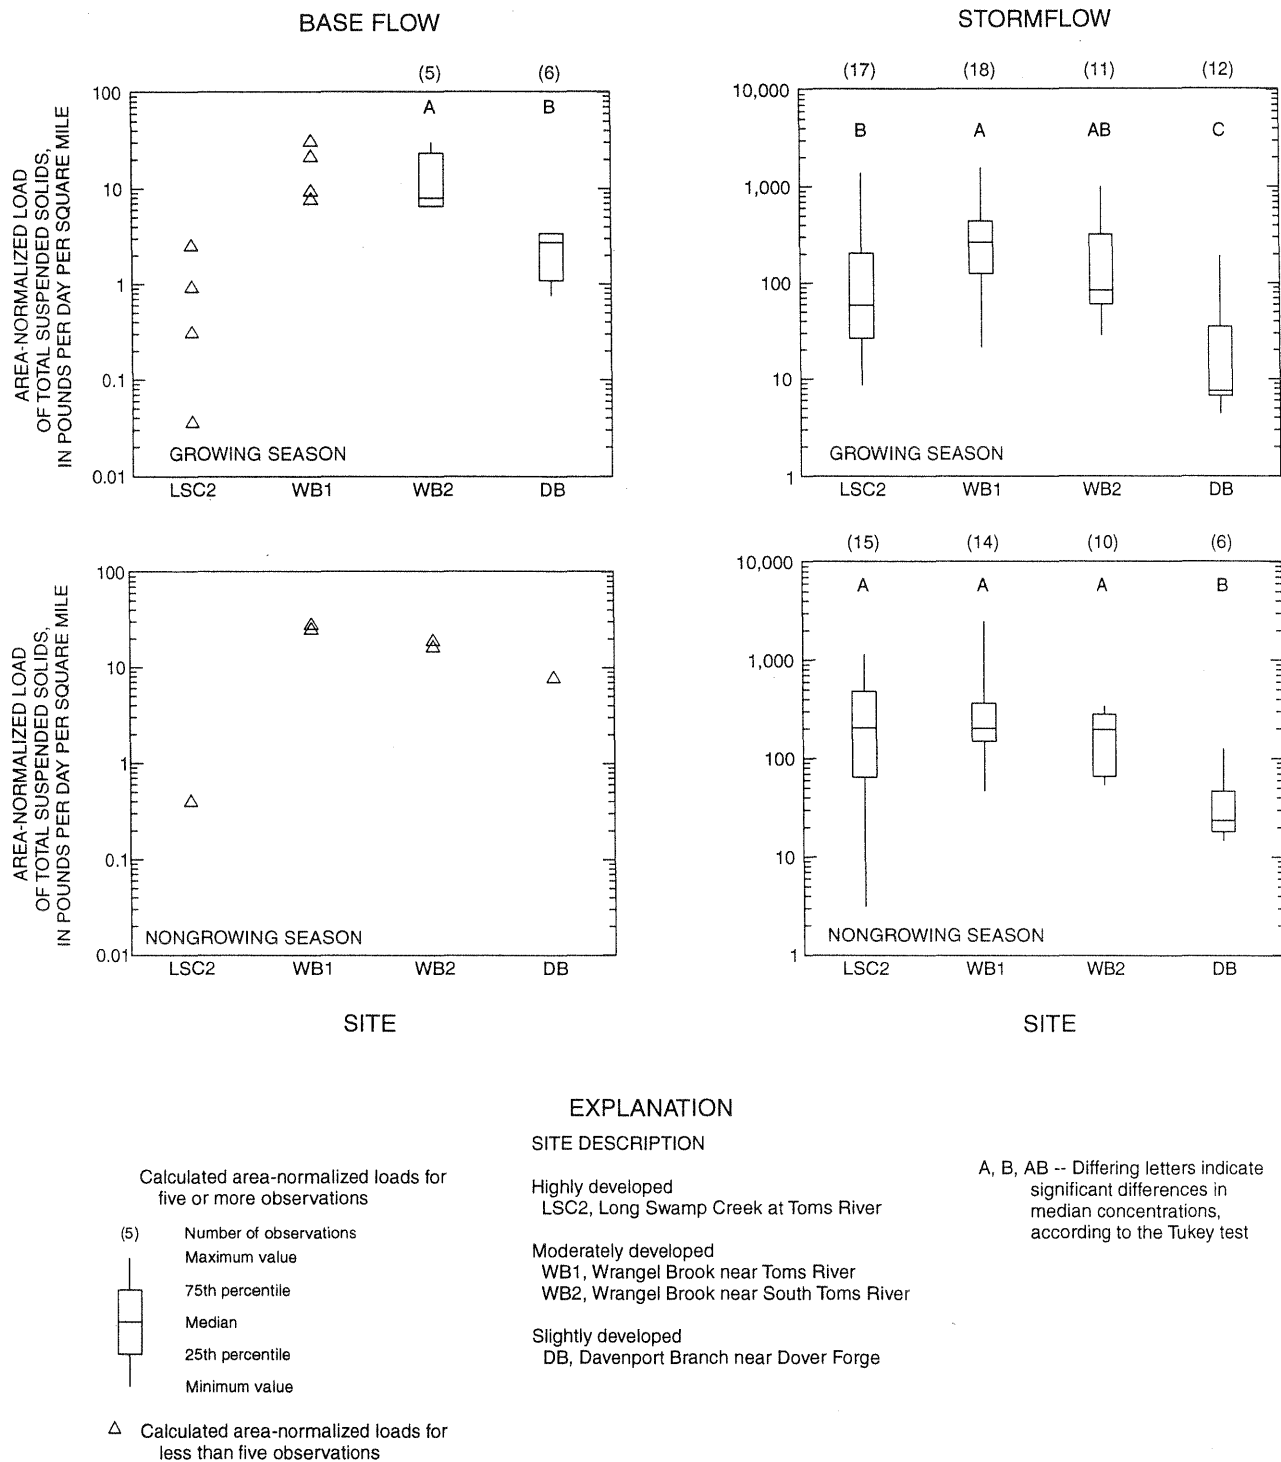 BASE FLOW
STORMFLOW
(5) (6)
(17) (18) (11) (12)
AREA-NORMALIZED LOAD
OF TOTAL SUSPENDED SOLIDS,
IN POUNDS PER DAY PER SQUARE MILE
100
10
1
0.1
0.01
A B
GROWING SEASON
LSC2 WB1 WB2 DB
10,000
1,000
100
10
1
B A AB C
GROWING SEASON
LSC2 WB1 WB2 DB
AREA-NORMALIZED LOAD
OF TOTAL SUSPENDED SOLIDS,
IN POUNDS PER DAY PER SQUARE MILE
100
10
1
0.1
0.01
NONGROWING SEASON
LSC2 WB1 WB2 DB
SITE
(15) (14) (10) (6)
10,000
1,000
100
10
1
A A A B
NONGROWING SEASON
LSC2 WB1 WB2 DB
SITE
EXPLANATION
Calculated area-normalized loads for
five or more observations
(5) Number of observations
Maximum value
75th percentile
Median
25th percentile
Minimum value
Calculated area-normalized loads for
less than five observations
SITE DESCRIPTION
Highly developed
LSC2, Long Swamp Creek at Toms River
Moderately developed
WB1, Wrangel Brook near Toms River
WB2, Wrangel Brook near South Toms River
Slightly developed
DB, Davenport Branch near Dover Forge
A, B, AB -- Differing letters indicate
significant differences in
median concentrations,
according to the Tukey test